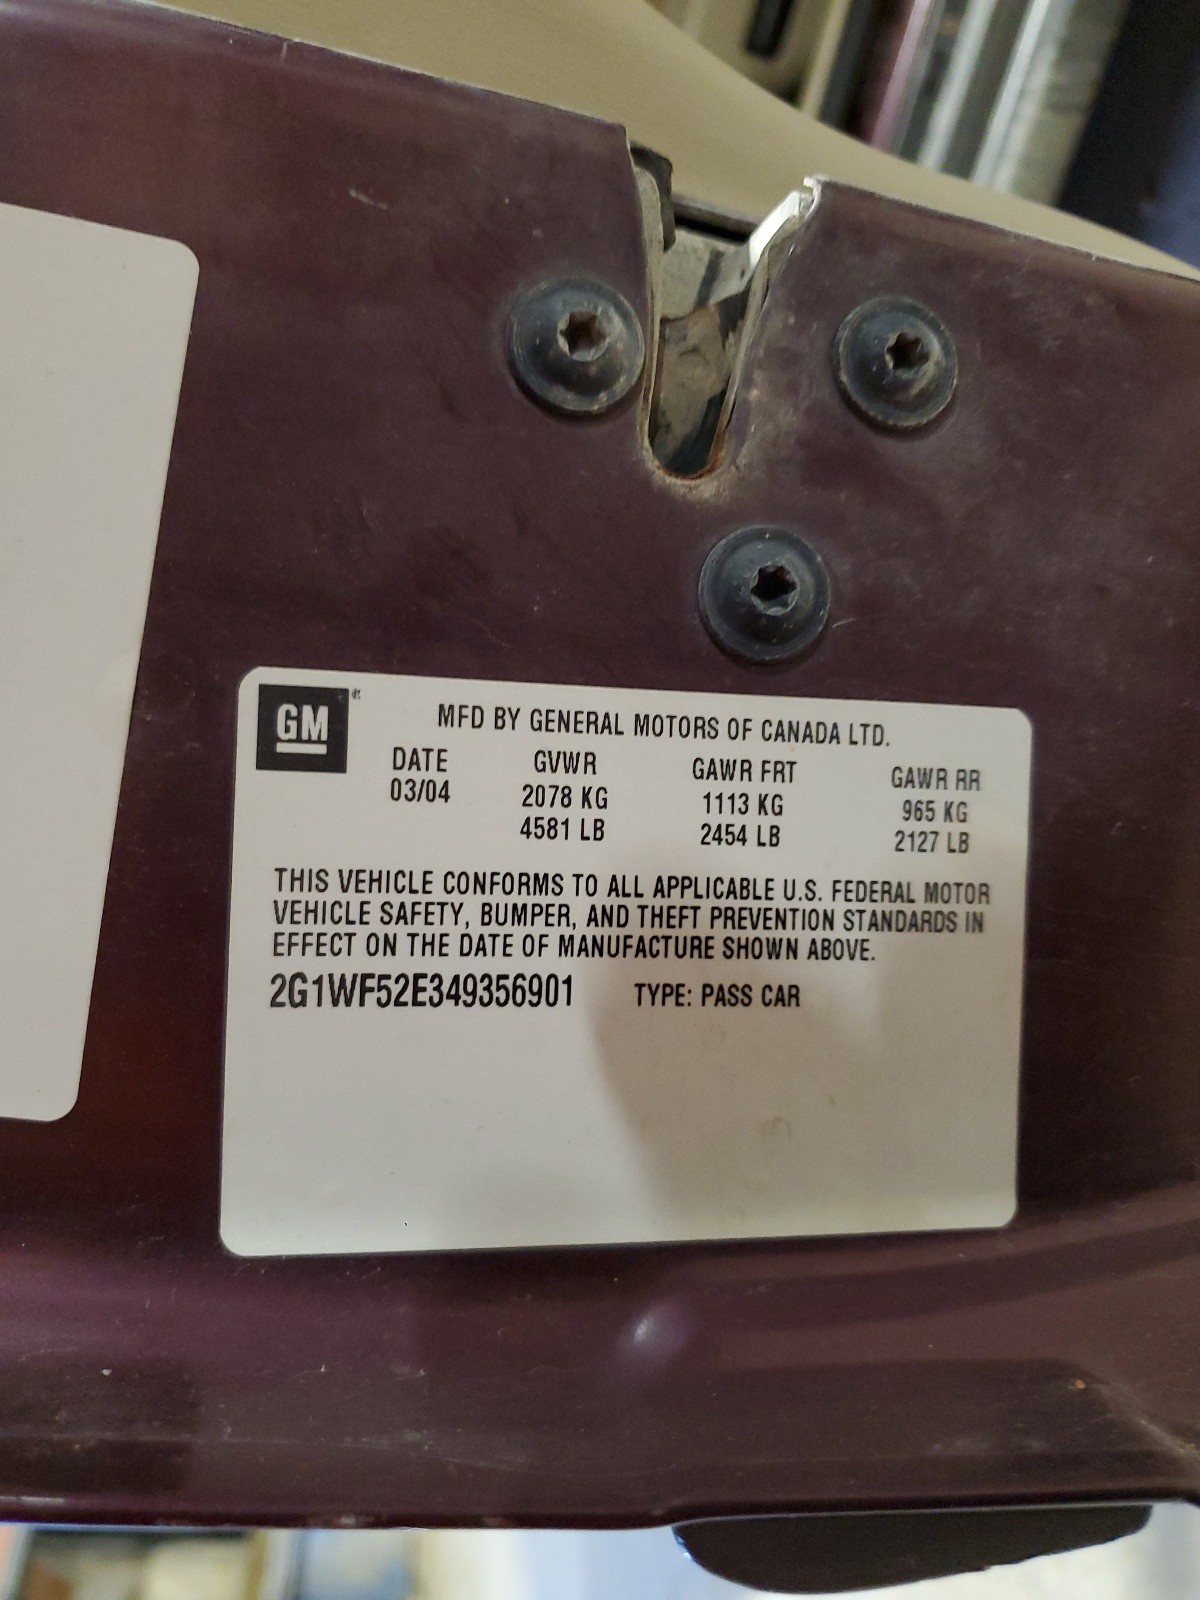 GM
MFD BY GENERAL MOTORS OF CANADA LTD.
DATE GVWR GAWR FRT GAWR RR
03/04 2078 KG 1113 KG 965 KG
4581 LB 2454 LB 2127 LB
THIS VEHICLE CONFORMS TO ALL APPLICABLE U.S. FEDERAL MOTOR
VEHICLE SAFETY, BUMPER, AND THEFT PREVENTION STANDARDS IN
EFFECT ON THE DATE OF MANUFACTURE SHOWN ABOVE.
2G1WF52E349356901 TYPE: PASS CAR